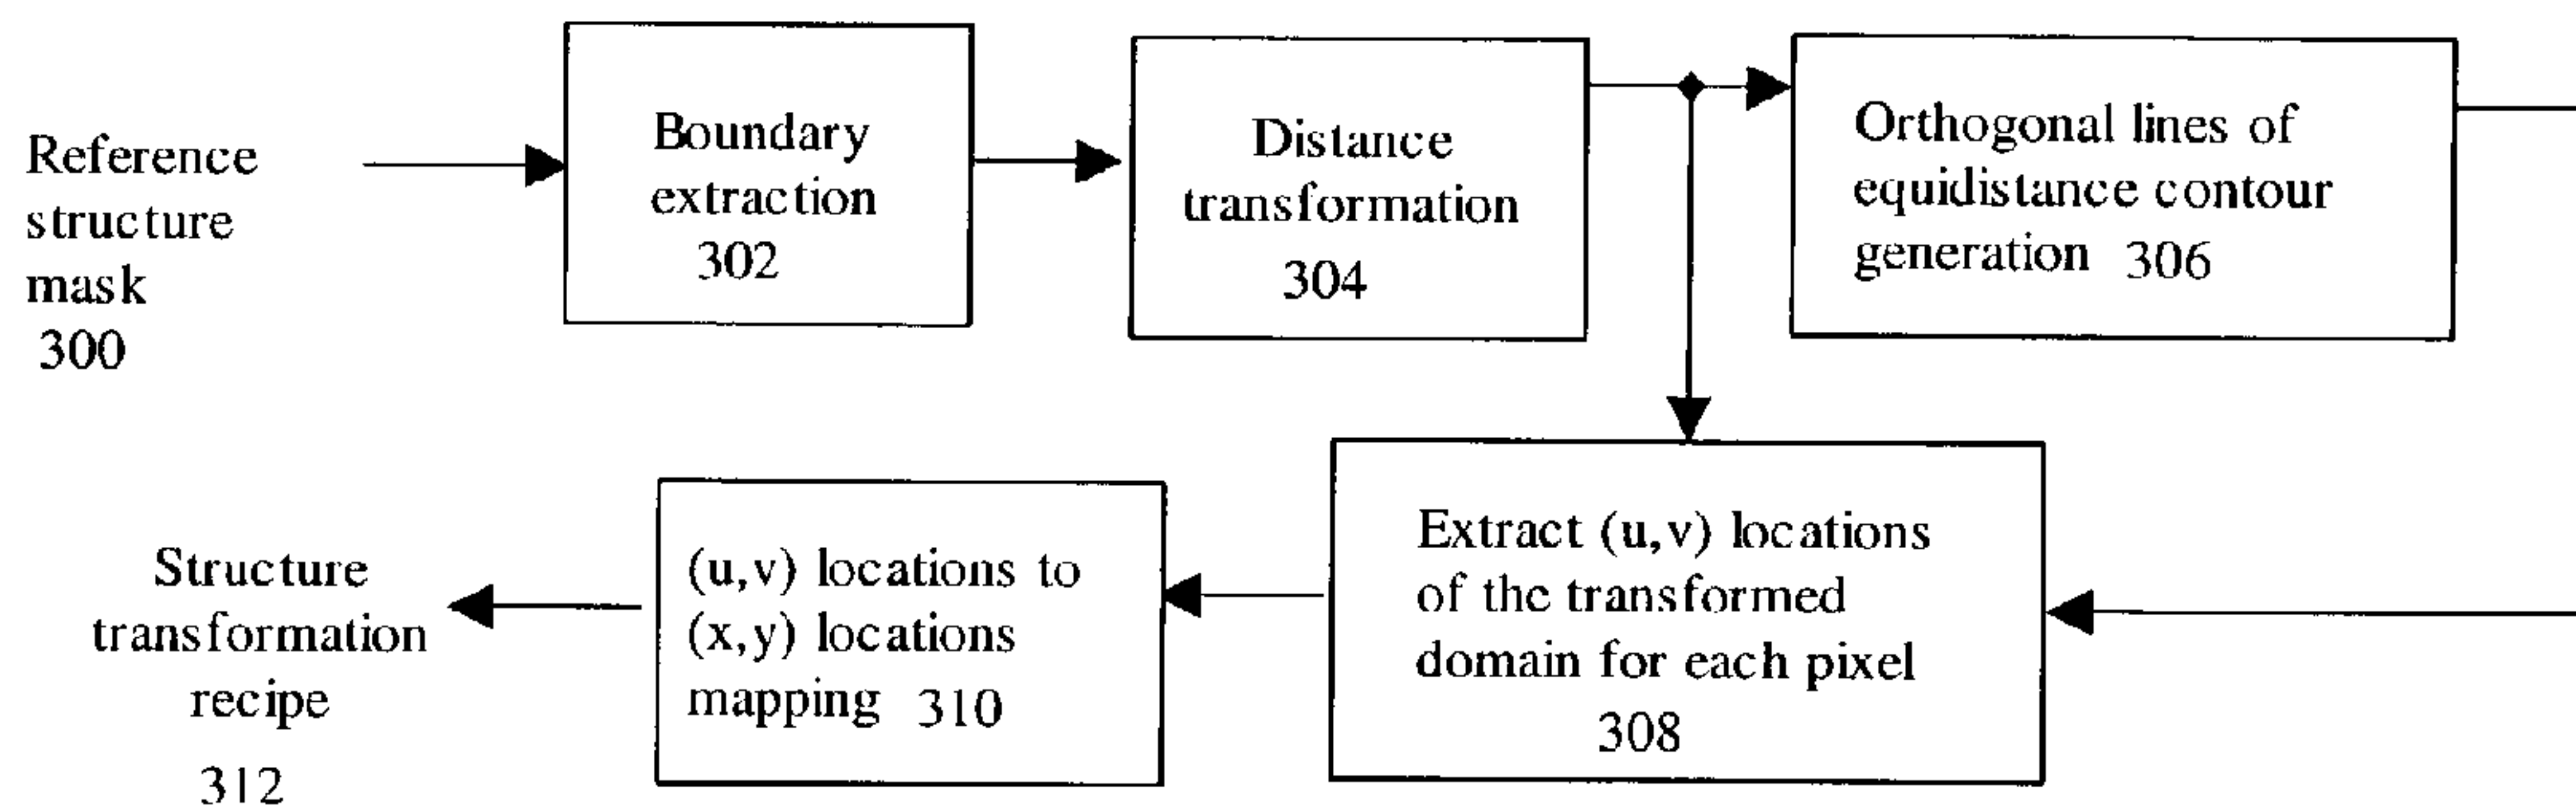 Reference
structure
mask
300
Boundary
extraction
302
Distance
transformation
304
Orthogonal lines of
equidistance contour
generation 306
Extract (u,v) locations
of the transformed
domain for each pixel
308
(u,v) locations to
(x,y) locations
mapping 310
Structure
transformation
recipe
312